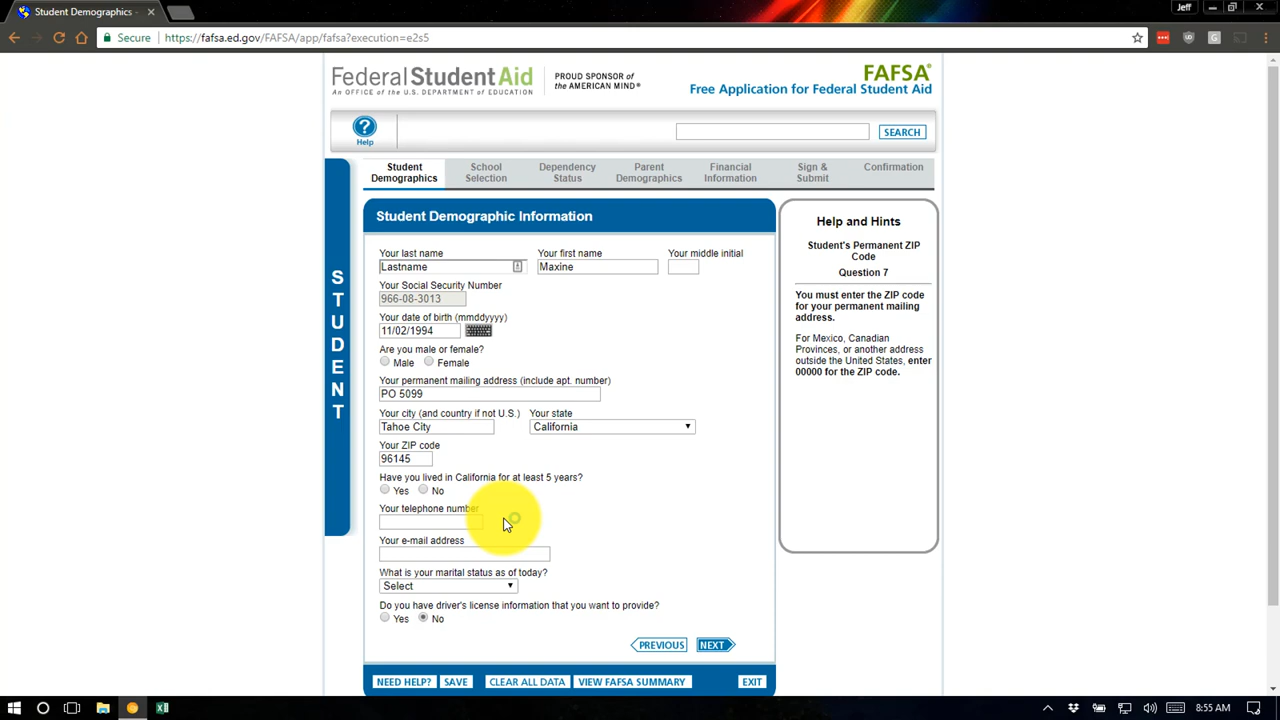 Student Demographics
Jeff
Secure
https://fafsa.ed.gov/FAFSA/app/fafsa?execution=e2s5
Federal Student Aid
AN OFFICE of the U.S. DEPARTMENT of EDUCATION
PROUD SPONSOR of
the AMERICAN MIND®
FAFSA®
Free Application for Federal Student Aid
Help
SEARCH
Student
Demographics
School
Selection
Dependency
Status
Parent
Demographics
Financial
Information
Sign &
Submit
Confirmation
STUDENT
Student Demographic Information
Your last name Your first name Your middle initial
Lastname Maxine
Your Social Security Number
966-08-3013
Your date of birth (mmddyyyy)
11/02/1994
Are you male or female?
Male Female
Your permanent mailing address (include apt. number)
PO 5099
Your city (and country if not U.S.) Your state
Tahoe City California
Your ZIP code
96145
Have you lived in California for at least 5 years?
Yes No
Your telephone number
Your e-mail address
What is your marital status as of today?
Select
Do you have driver's license information that you want to provide?
Yes No
PREVIOUS NEXT
NEED HELP? SAVE CLEAR ALL DATA VIEW FAFSA SUMMARY EXIT
Help and Hints
Student's Permanent ZIP
Code
Question 7
You must enter the ZIP code
for your permanent mailing
address.
For Mexico, Canadian
Provinces, or another address
outside the United States, enter
00000 for the ZIP code.
8:55 AM